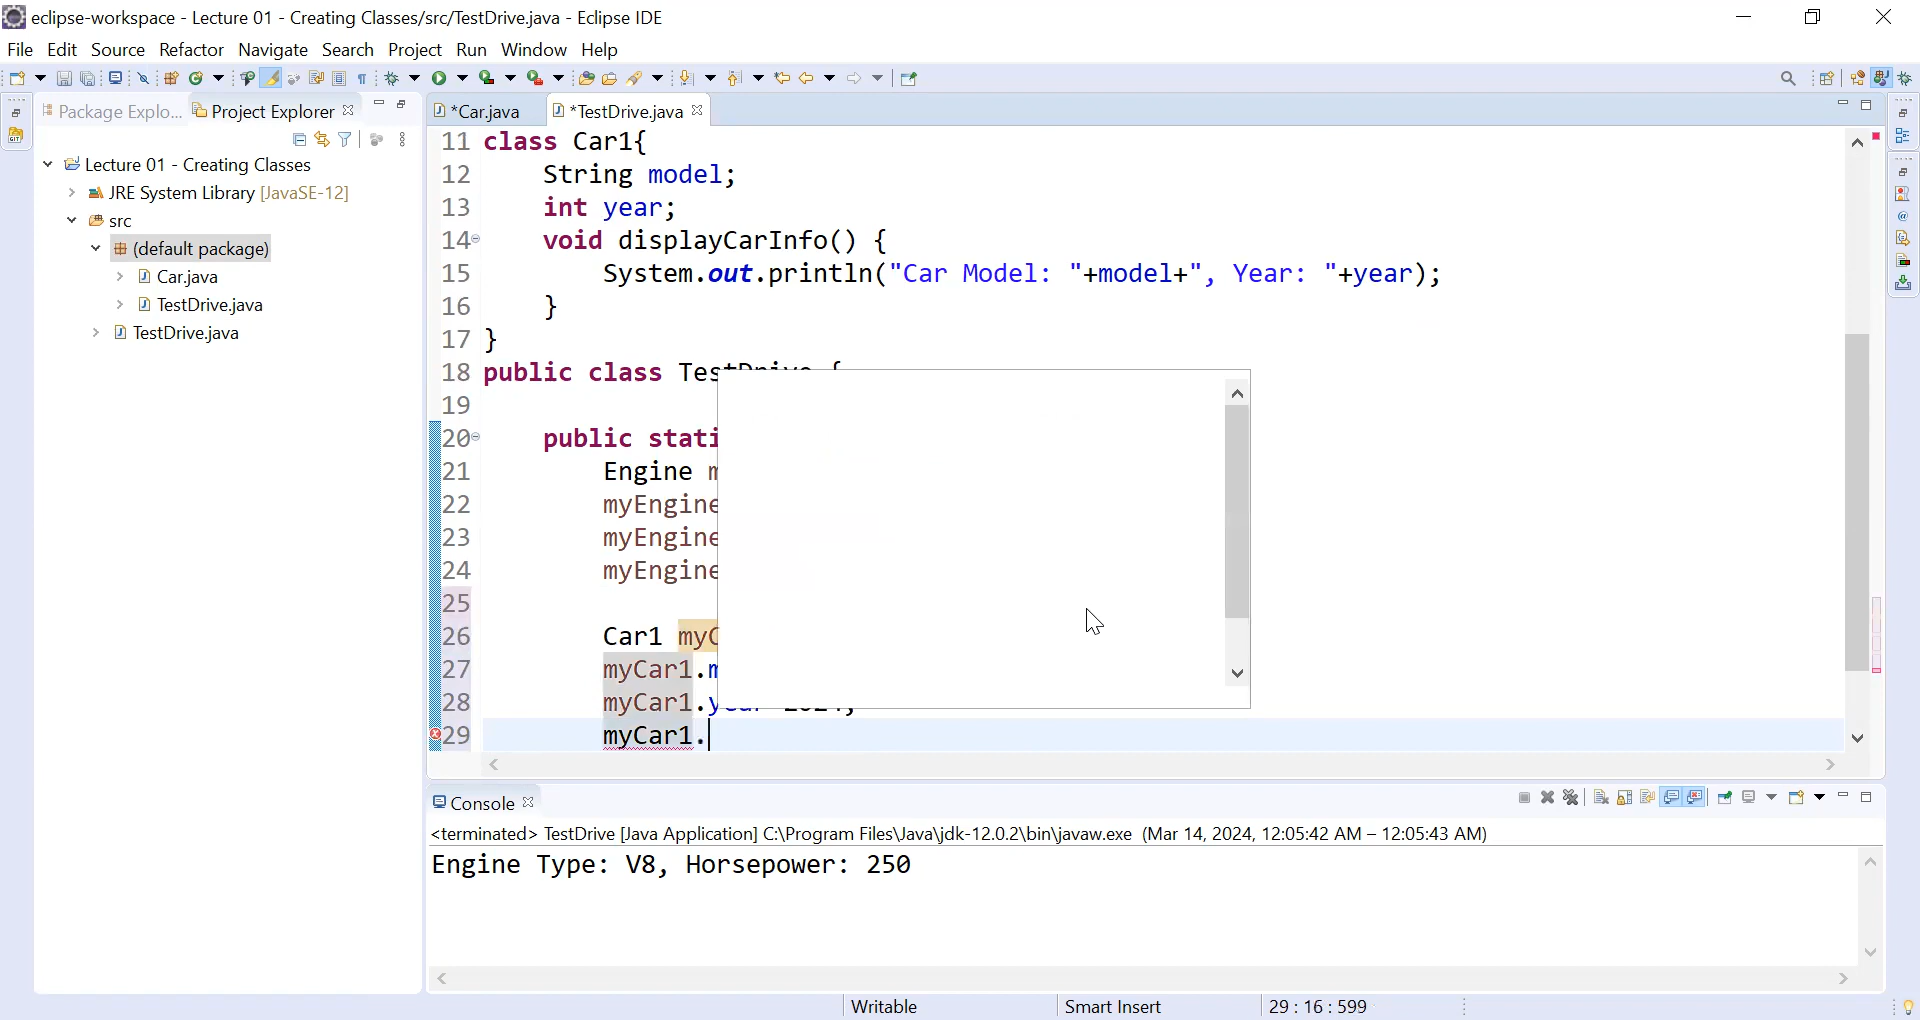 eclipse-workspace - Lecture 01 - Creating Classes/src/TestDrive.java - Eclipse IDE
File Edit Source Refactor Navigate Search Project Run Window Help
Package Explo... Project Explorer
*Car.java *TestDrive.java
Lecture 01 - Creating Classes
JRE System Library [JavaSE-12]
src
(default package)
Car.java
TestDrive.java
TestDrive.java
11 class Car1{
12 String model;
13 int year;
14 void displayCarInfo() {
15 System.out.println("Car Model: "+model+", Year: "+year);
16 }
17 }
18 public class TestDrive {
19
20 public stati
21 Engine m
22 myEngine
23 myEngine
24 myEngine
25
26 Car1 myC
27 myCar1.m
28 myCar1.year 2024;
29 myCar1.
Console
<terminated> TestDrive [Java Application] C:\Program Files\Java\jdk-12.0.2\bin\javaw.exe (Mar 14, 2024, 12:05:42 AM – 12:05:43 AM)
Engine Type: V8, Horsepower: 250
Writable Smart Insert 29 : 16 : 599